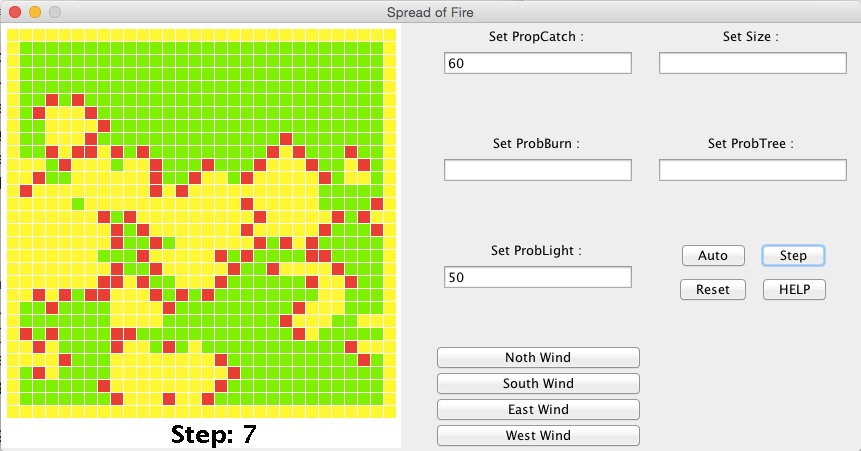 Spread of Fire
Set PropCatch :
Set Size :
60
Set ProbBurn :
Set ProbTree :
Set ProbLight :
50
Auto
Step
Reset
HELP
Noth Wind
South Wind
East Wind
West Wind
Step: 7